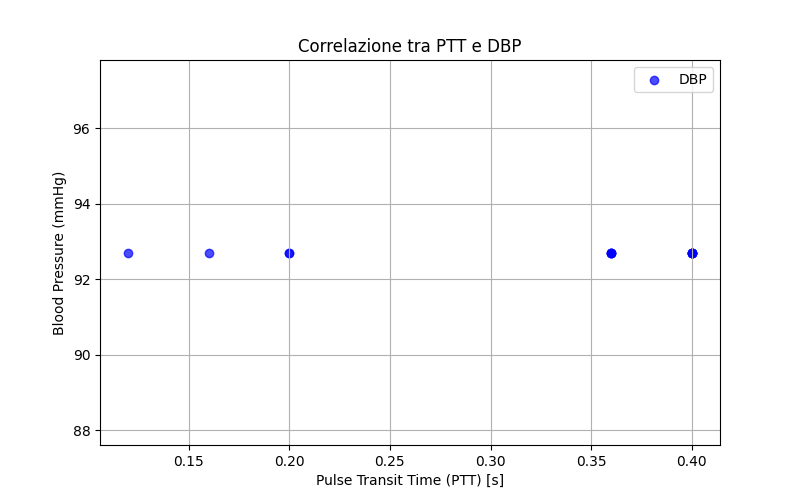 Correlazione tra PTT e DBP
DBP
96
94
92
90
88
Blood Pressure (mmHg)
0.15 0.20 0.25 0.30 0.35 0.40
Pulse Transit Time (PTT) [s]